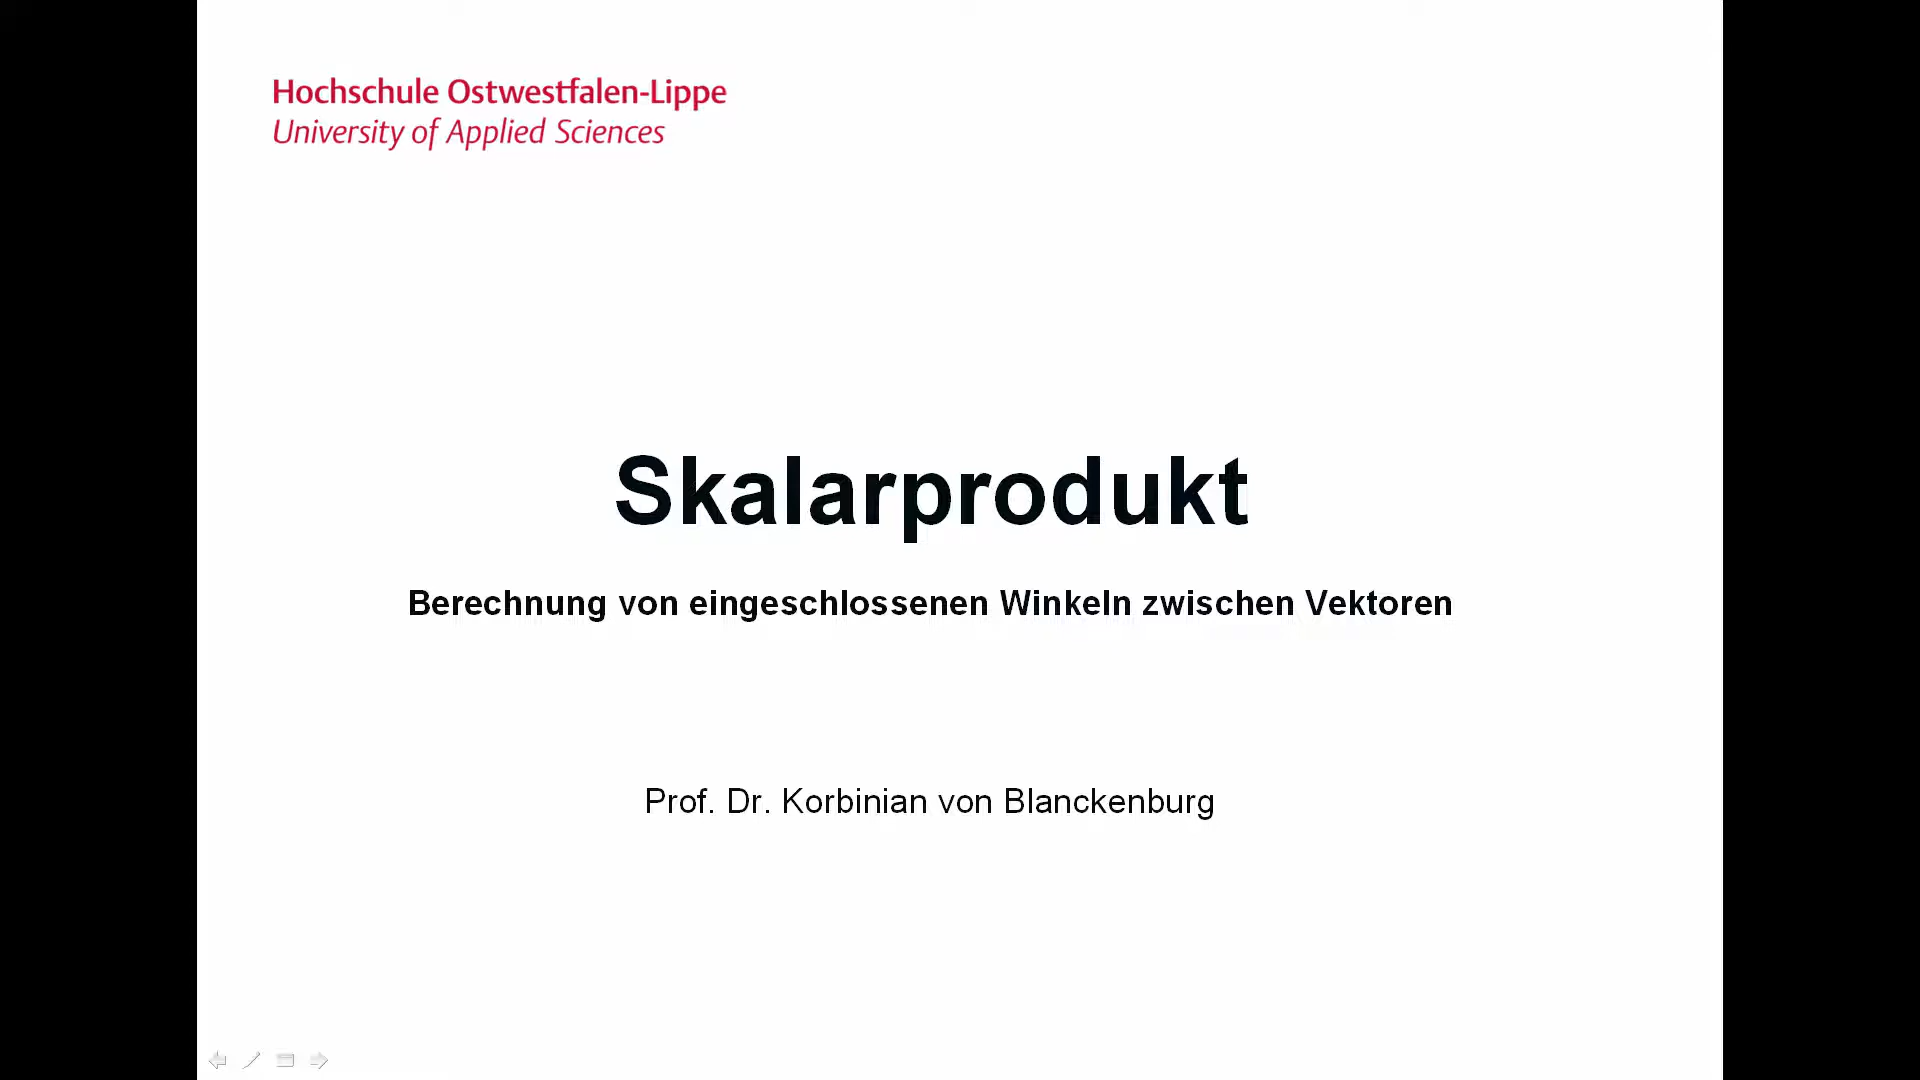 Hochschule Ostwestfalen-Lippe
University of Applied Sciences
Skalarprodukt
Berechnung von eingeschlossenen Winkeln zwischen Vektoren
Prof. Dr. Korbinian von Blanckenburg